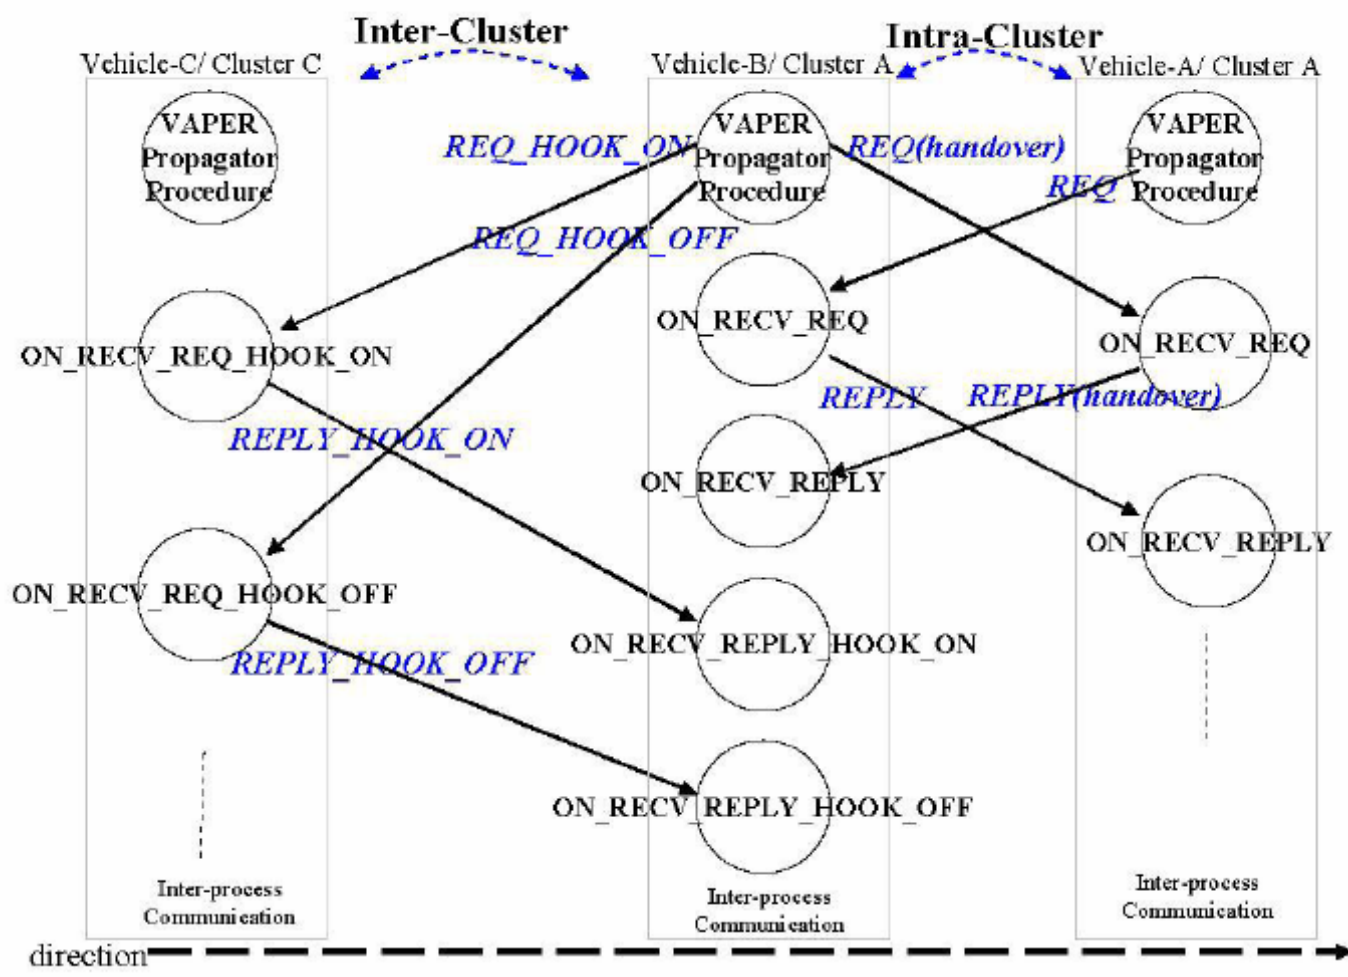 Inter-Cluster
Intra-Cluster
Vehicle-C/ Cluster C
Vehicle-B/ Cluster A
Vehicle-A/ Cluster A
VAPER
Propagator
Procedure
REQ_HOOK_ON
VAPER
Propagator
Procedure
REQ(handover)
VAPER
Propagator
Procedure
REQ
REQ_HOOK_OFF
ON_RECV_REQ
ON_RECV_REQ
ON_RECV_REQ_HOOK_ON
REPLY
REPLY(handover)
REPLY_HOOK_ON
ON_RECV_REPLY
ON_RECV_REPLY
ON_RECV_REQ_HOOK_OFF
ON_RECV_REPLY_HOOK_ON
REPLY_HOOK_OFF
ON_RECV_REPLY_HOOK_OFF
Inter-process
Communication
Inter-process
Communication
Inter-process
Communication
direction